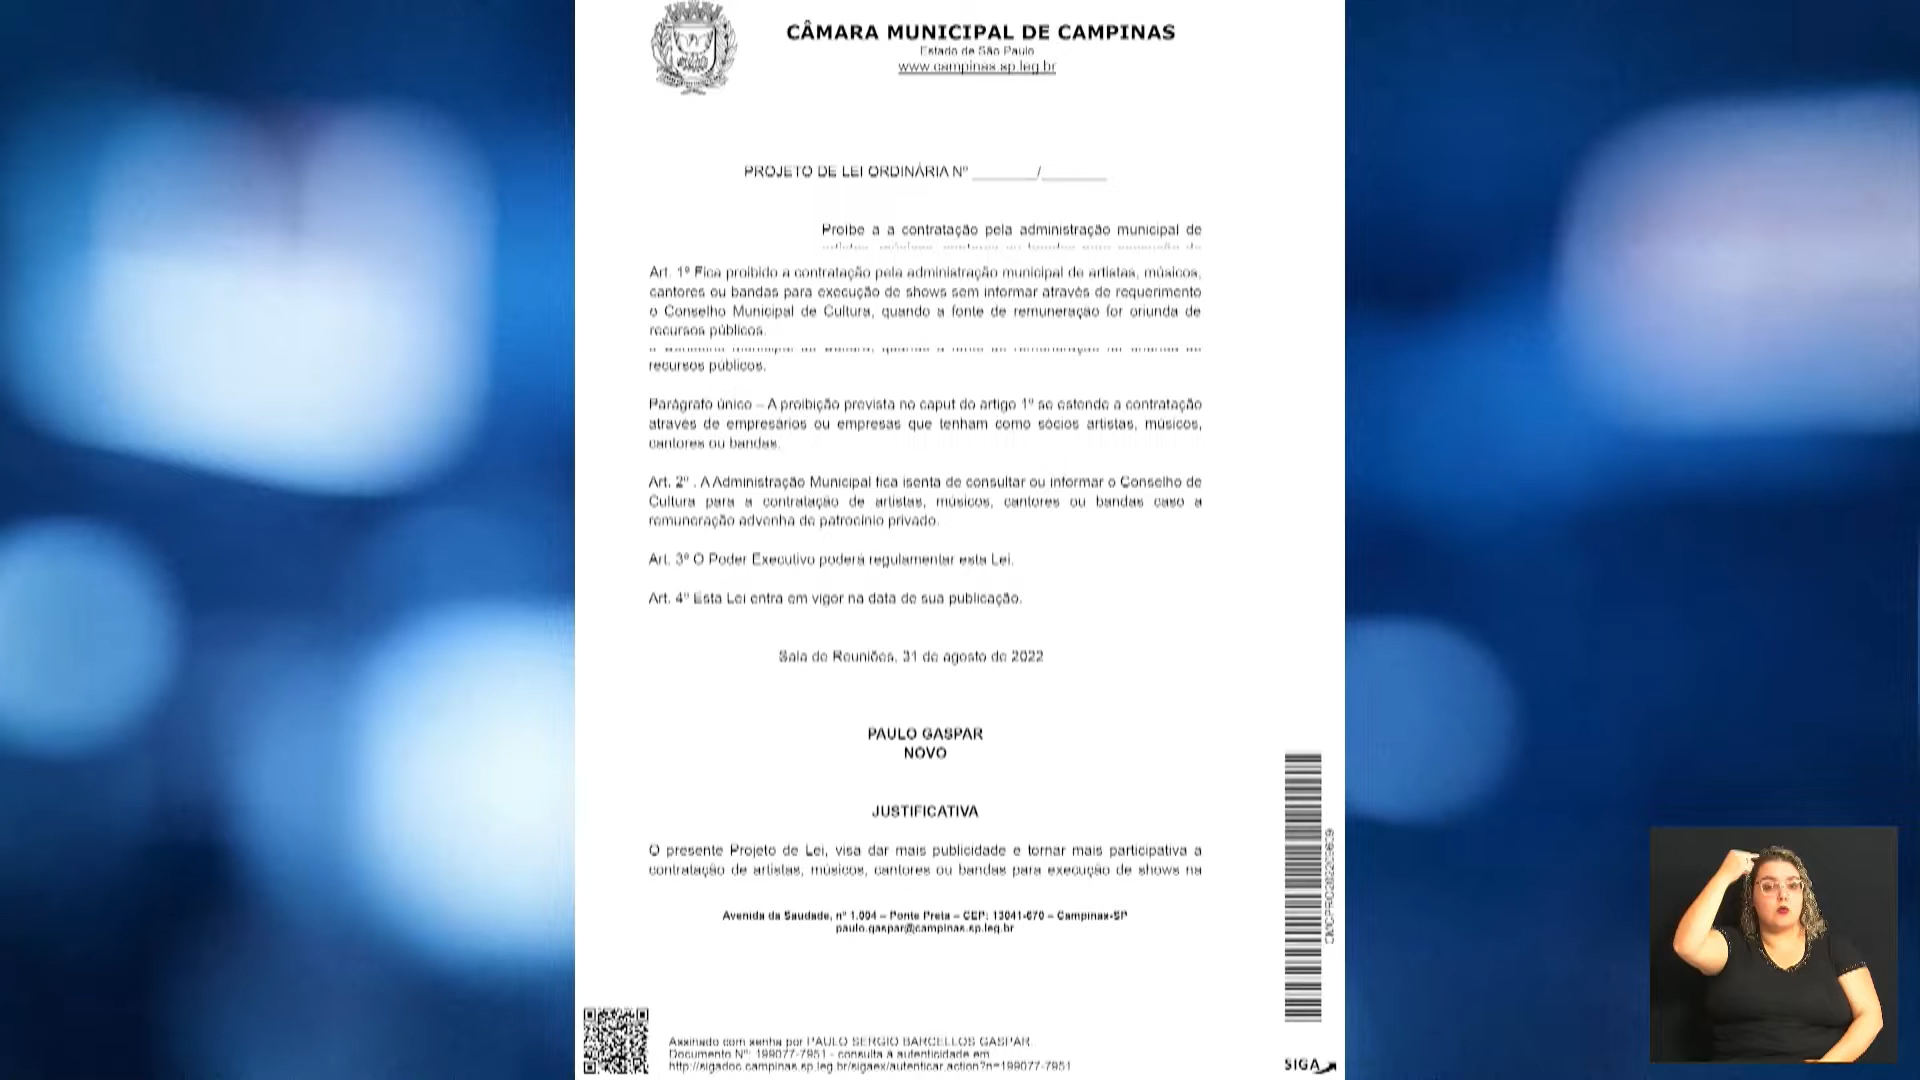 CÂMARA MUNICIPAL DE CAMPINAS
Estado de São Paulo
www.campinas.sp.leg.br
PROJETO DE LEI ORDINÁRIA Nº ________/________
Proíbe a a contratação pela administração municipal de
Art. 1º Fica proibido a contratação pela administração municipal de artistas, músicos,
cantores ou bandas para execução de shows sem informar através de requerimento
o Conselho Municipal de Cultura, quando a fonte de remuneração for oriunda de
recursos públicos.
recursos públicos.
Parágrafo único – A proibição prevista no caput do artigo 1º se estende a contratação
através de empresários ou empresas que tenham como sócios artistas, músicos,
cantores ou bandas.
Art. 2º . A Administração Municipal fica isenta de consultar ou informar o Conselho de
Cultura para a contratação de artistas, músicos, cantores ou bandas caso a
remuneração advenha de patrocínio privado.
Art. 3º O Poder Executivo poderá regulamentar esta Lei.
Art. 4º Esta Lei entra em vigor na data de sua publicação.
Sala de Reuniões, 31 de agosto de 2022
PAULO GASPAR
NOVO
JUSTIFICATIVA
O presente Projeto de Lei, visa dar mais publicidade e tornar mais participativa a
contratação de artistas, músicos, cantores ou bandas para execução de shows na
Avenida da Saudade, nº 1.004 – Ponte Preta – CEP: 13041-670 – Campinas-SP
paulo.gaspar@campinas.sp.leg.br
Assinado com senha por PAULO SERGIO BARCELLOS GASPAR.
Documento Nº: 199077-7951 - consulta à autenticidade em
http://sigadoc.campinas.sp.leg.br/sigaex/autenticar.action?n=199077-7951
SIGA